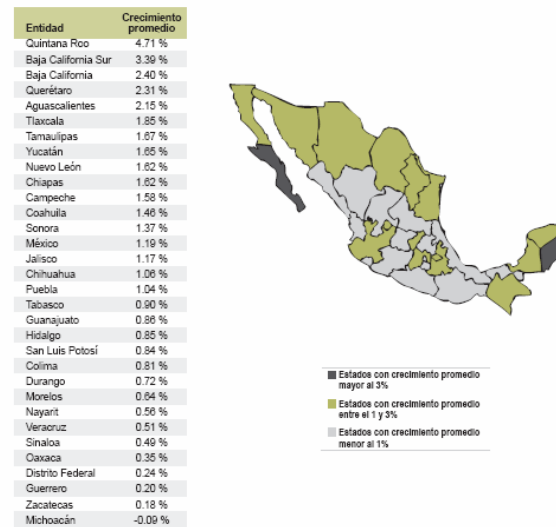 Entidad Crecimiento promedio
Quintana Roo 4.71 %
Baja California Sur 3.39 %
Baja California 2.40 %
Querétaro 2.31 %
Aguascalientes 2.15 %
Tlaxcala 1.85 %
Tamaulipas 1.67 %
Yucatán 1.65 %
Nuevo León 1.62 %
Chiapas 1.62 %
Campeche 1.58 %
Coahuila 1.46 %
Sonora 1.37 %
México 1.19 %
Jalisco 1.17 %
Chihuahua 1.06 %
Puebla 1.04 %
Tabasco 0.90 %
Guanajuato 0.86 %
Hidalgo 0.85 %
San Luis Potosí 0.84 %
Colima 0.81 %
Durango 0.72 %
Morelos 0.64 %
Nayarit 0.56 %
Veracruz 0.51 %
Sinaloa 0.49 %
Oaxaca 0.35 %
Distrito Federal 0.24 %
Guerrero 0.20 %
Zacatecas 0.18 %
Michoacán -0.09 %
Estados con crecimiento promedio
mayor al 3%
Estados con crecimiento promedio
entre el 1 y 3%
Estados con crecimiento promedio
menor al 1%